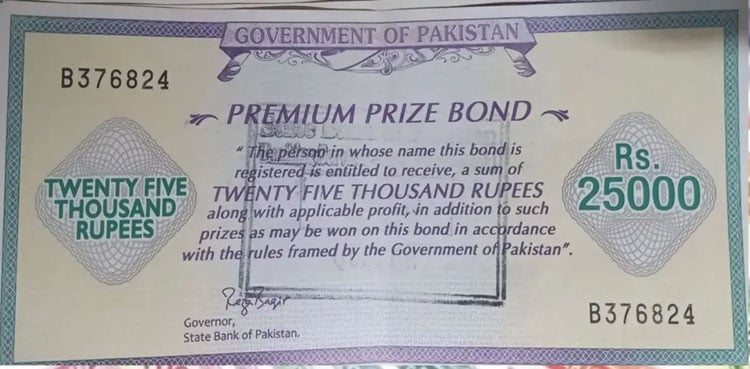 GOVERNMENT OF PAKISTAN
B376824
PREMIUM PRIZE BOND
" The person in whose name this bond is
registered is entitled to receive, a sum of
TWENTY FIVE THOUSAND RUPEES
along with applicable profit, in addition to such
prizes as may be won on this bond in accordance
with the rules framed by the Government of Pakistan".
TWENTY FIVE
THOUSAND
RUPEES
Rs.
25000
Reza Baqir
Governor,
State Bank of Pakistan.
B376824